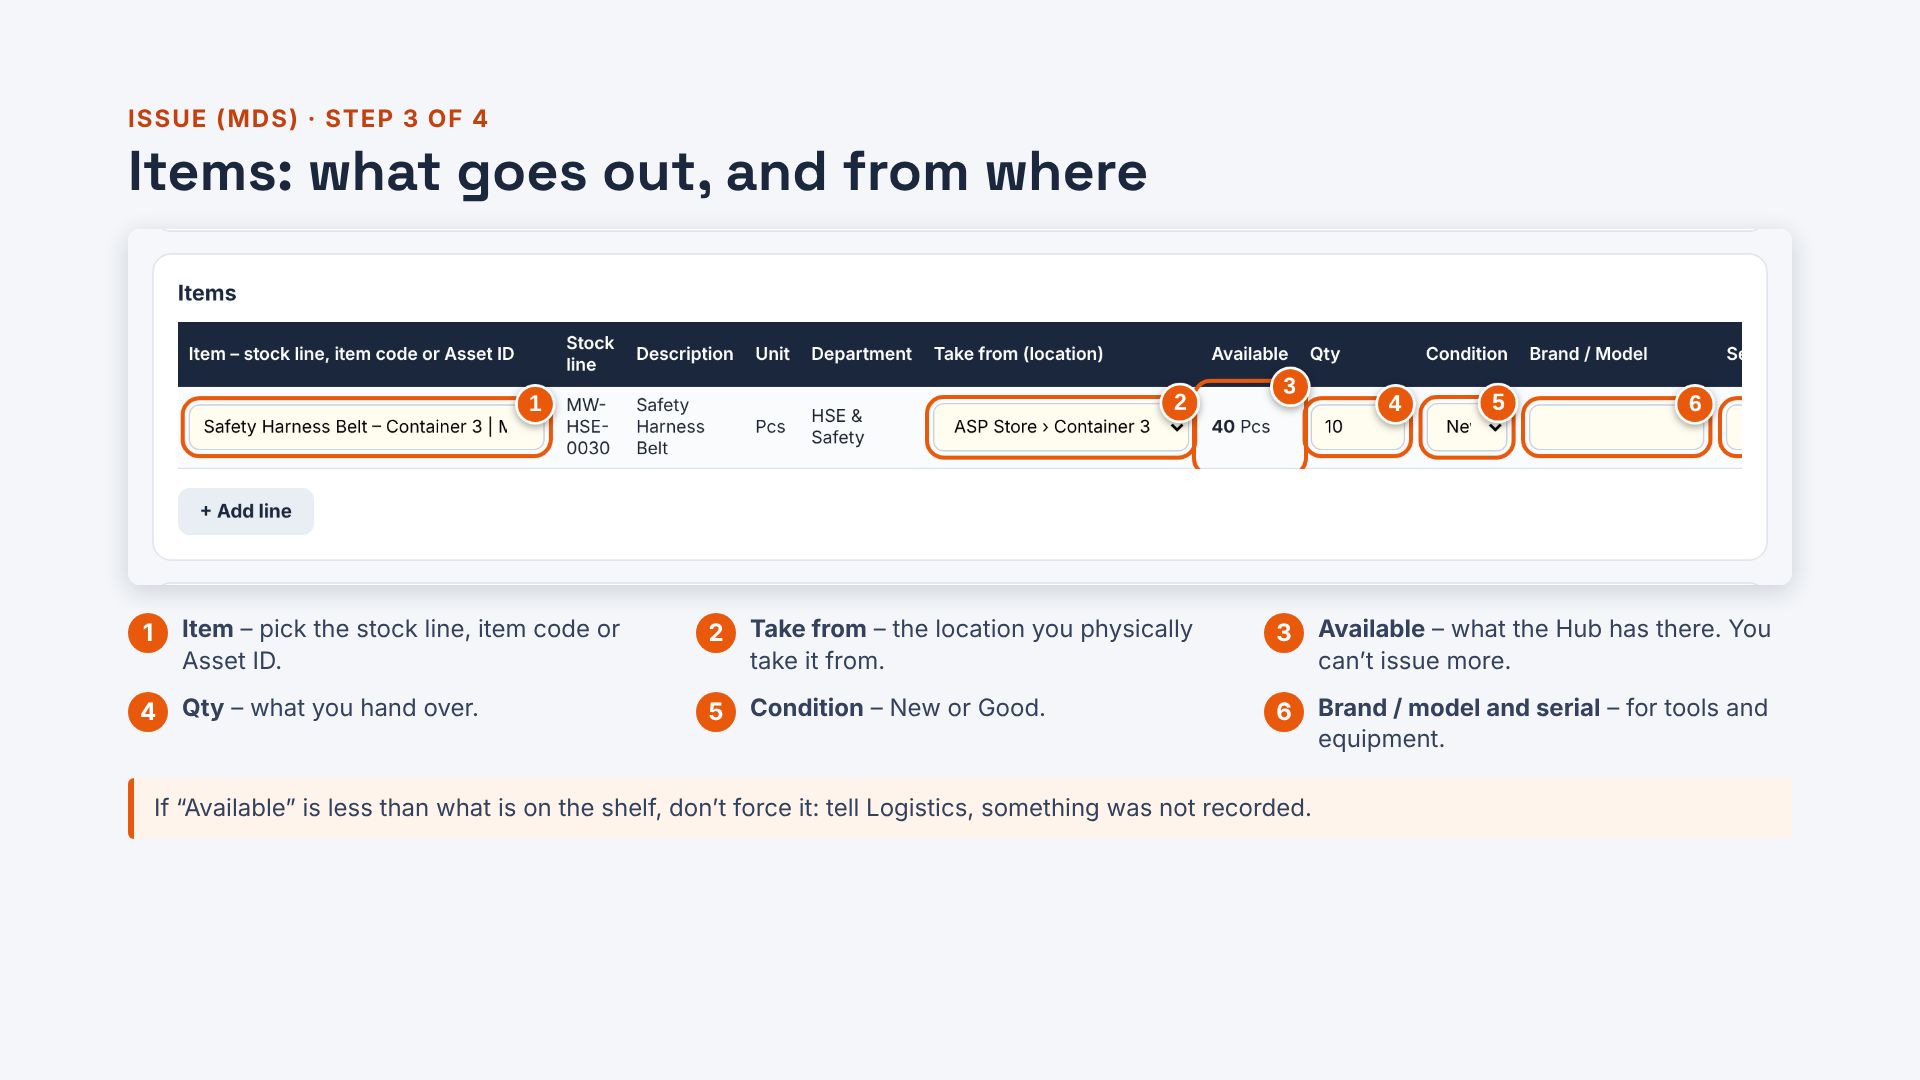 ISSUE (MDS) · STEP 3 OF 4
Items: what goes out, and from where
Items
Item – stock line, item code or Asset ID
Stock line
Description
Unit
Department
Take from (location)
Available
Qty
Condition
Brand / Model
Safety Harness Belt – Container 3 |
1
MW-
HSE-
0030
Safety
Harness
Belt
Pcs
HSE &
Safety
ASP Store › Container 3
2
40 Pcs
3
10
4
5
6
+ Add line
1 Item – pick the stock line, item code or
Asset ID.
2 Take from – the location you physically
take it from.
3 Available – what the Hub has there. You
can’t issue more.
4 Qty – what you hand over.
5 Condition – New or Good.
6 Brand / model and serial – for tools and
equipment.
If “Available” is less than what is on the shelf, don’t force it: tell Logistics, something was not recorded.